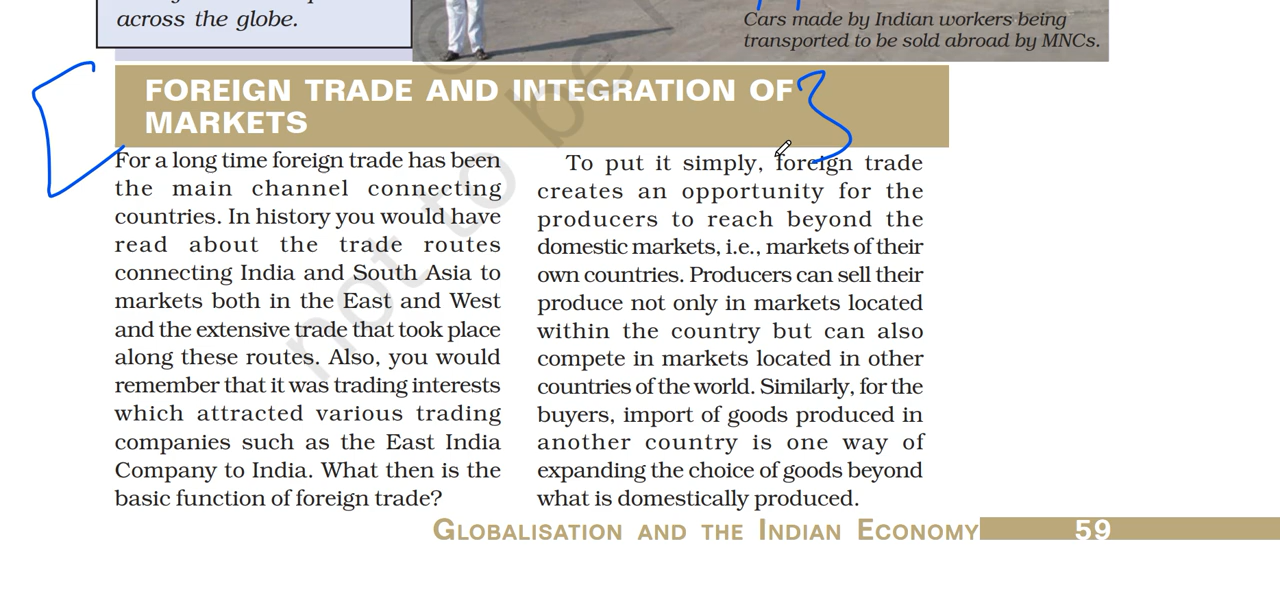 across the globe.
Cars made by Indian workers being
transported to be sold abroad by MNCs.
FOREIGN TRADE AND INTEGRATION OF
MARKETS
For a long time foreign trade has been
the main channel connecting
countries. In history you would have
read about the trade routes
connecting India and South Asia to
markets both in the East and West
and the extensive trade that took place
along these routes. Also, you would
remember that it was trading interests
which attracted various trading
companies such as the East India
Company to India. What then is the
basic function of foreign trade?
To put it simply, foreign trade
creates an opportunity for the
producers to reach beyond the
domestic markets, i.e., markets of their
own countries. Producers can sell their
produce not only in markets located
within the country but can also
compete in markets located in other
countries of the world. Similarly, for the
buyers, import of goods produced in
another country is one way of
expanding the choice of goods beyond
what is domestically produced.
GLOBALISATION AND THE INDIAN ECONOMY 59
not to be